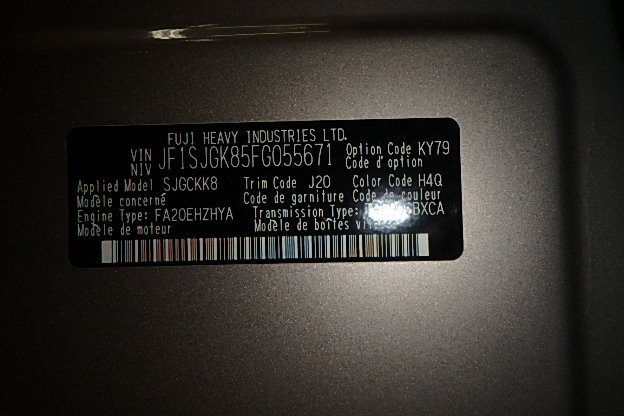 FUJI HEAVY INDUSTRIES LTD.
VIN
NIV JF1SJGK85FG055671 Option Code KY79
Code d'option
Applied Model SJGCKK8 Trim Code J20 Color Code H4Q
Modèle concerné Code de garniture Code de couleur
Engine Type: FA20EHZHYA Transmission Type:
Modèle de moteur Modèle de boîtes